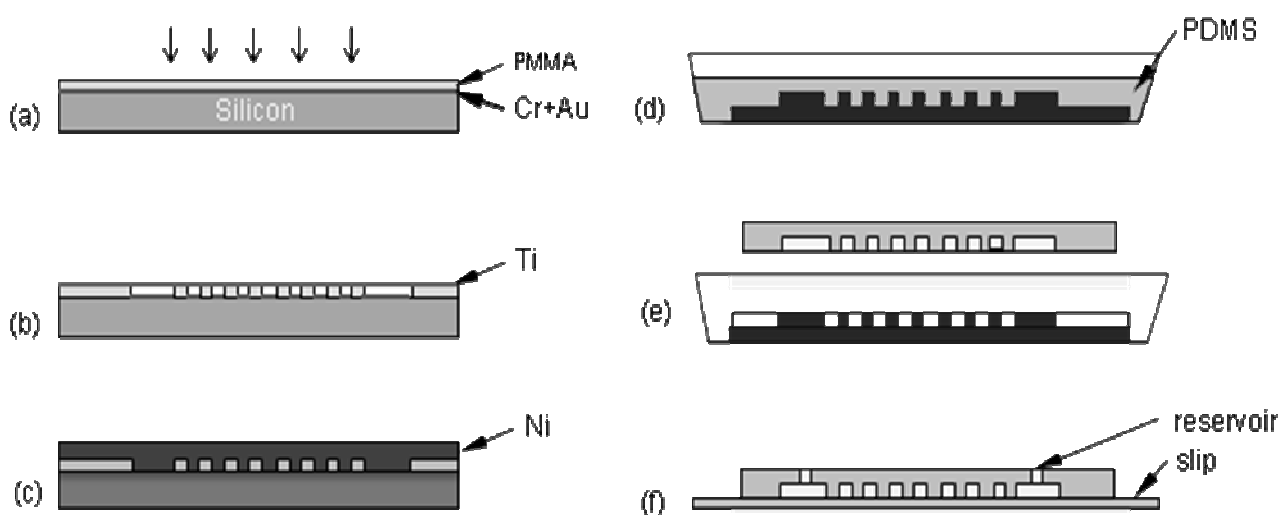 (a)
Silicon
PMMA
Cr+Au
(b)
Ti
(c)
Ni
(d)
PDMS
(e)
(f)
reservoir
slip